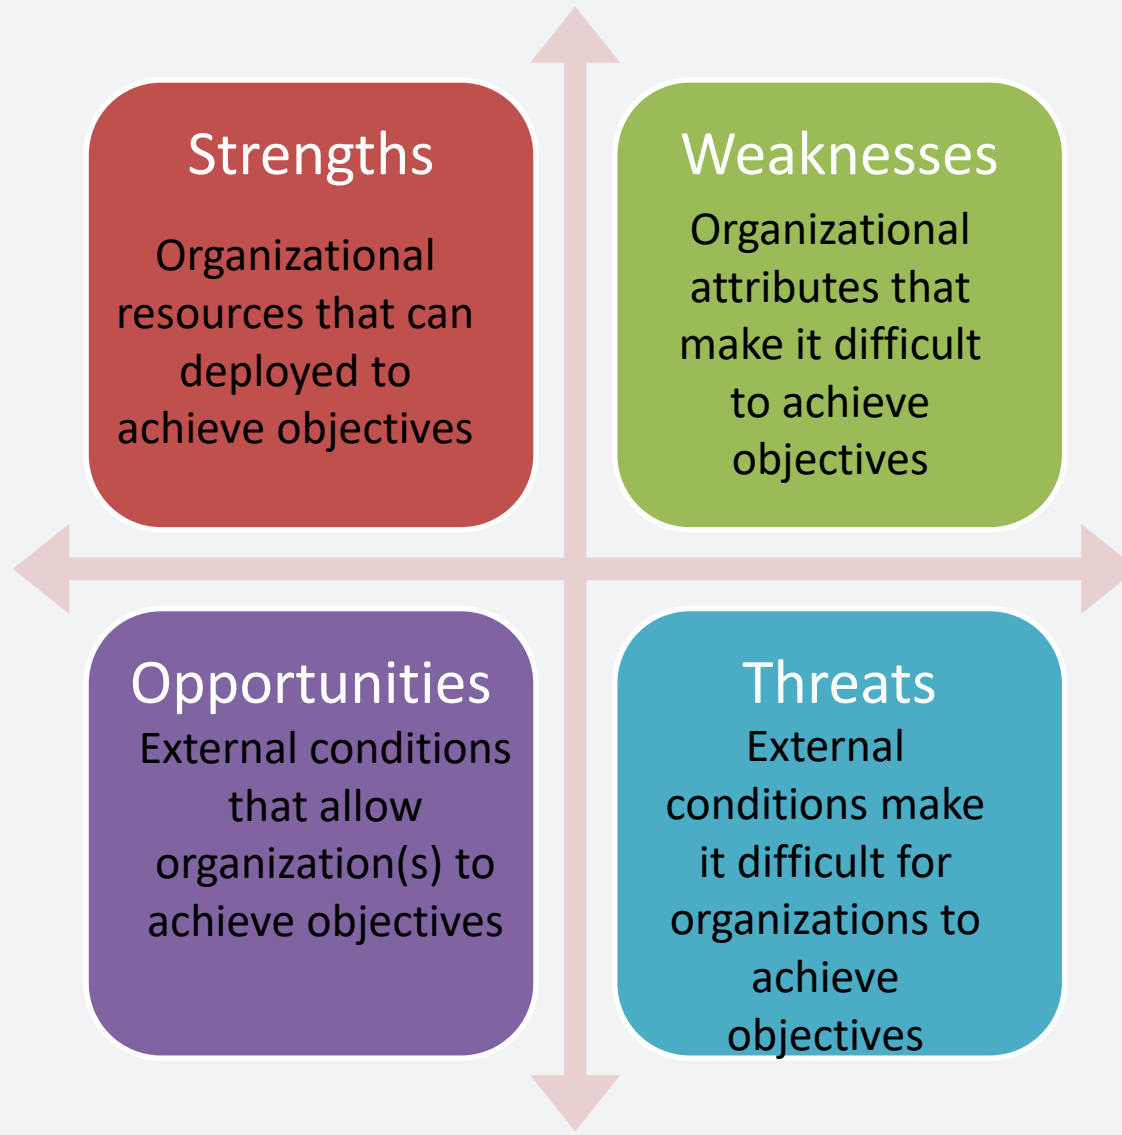 Strengths
Organizational
resources that can
deployed to
achieve objectives
Weaknesses
Organizational
attributes that
make it difficult
to achieve
objectives
Opportunities
External conditions
that allow
organization(s) to
achieve objectives
Threats
External
conditions make
it difficult for
organizations to
achieve
objectives